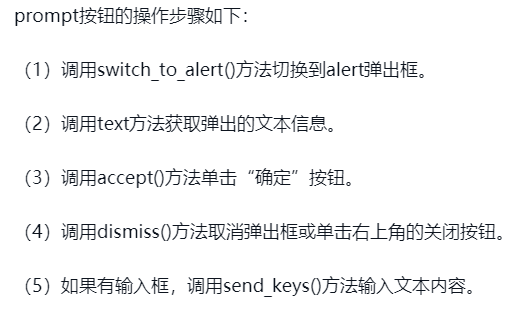 prompt按钮的操作步骤如下：
（1）调用switch_to_alert()方法切换到alert弹出框。
（2）调用text方法获取弹出的文本信息。
（3）调用accept()方法单击“确定”按钮。
（4）调用dismiss()方法取消弹出框或单击右上角的关闭按钮。
（5）如果有输入框，调用send_keys()方法输入文本内容。